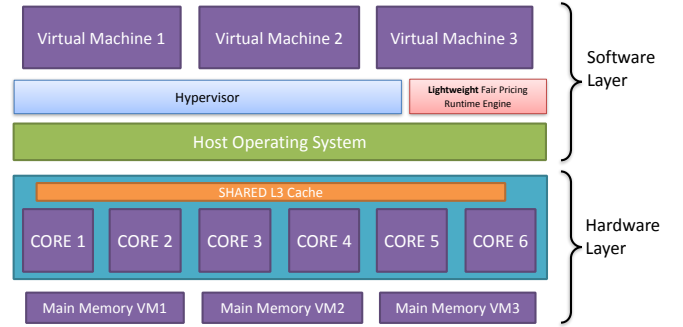 Virtual Machine 1
Virtual Machine 2
Virtual Machine 3
Software
Layer
Hypervisor
Lightweight Fair Pricing
Runtime Engine
Host Operating System
SHARED L3 Cache
CORE 1
CORE 2
CORE 3
CORE 4
CORE 5
CORE 6
Hardware
Layer
Main Memory VM1
Main Memory VM2
Main Memory VM3